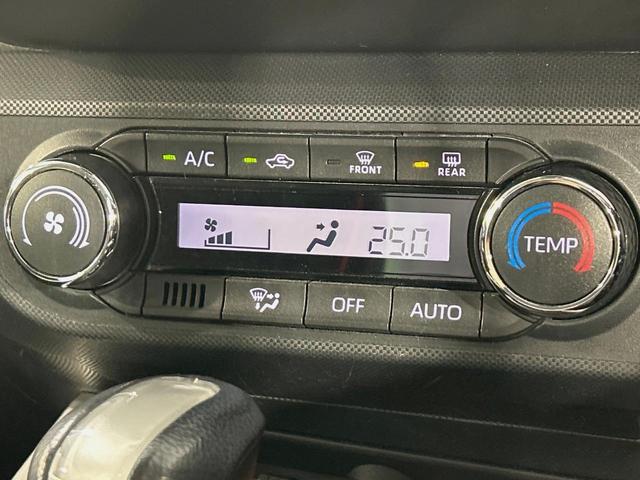 A/C
FRONT
REAR
25.0
TEMP
OFF
AUTO